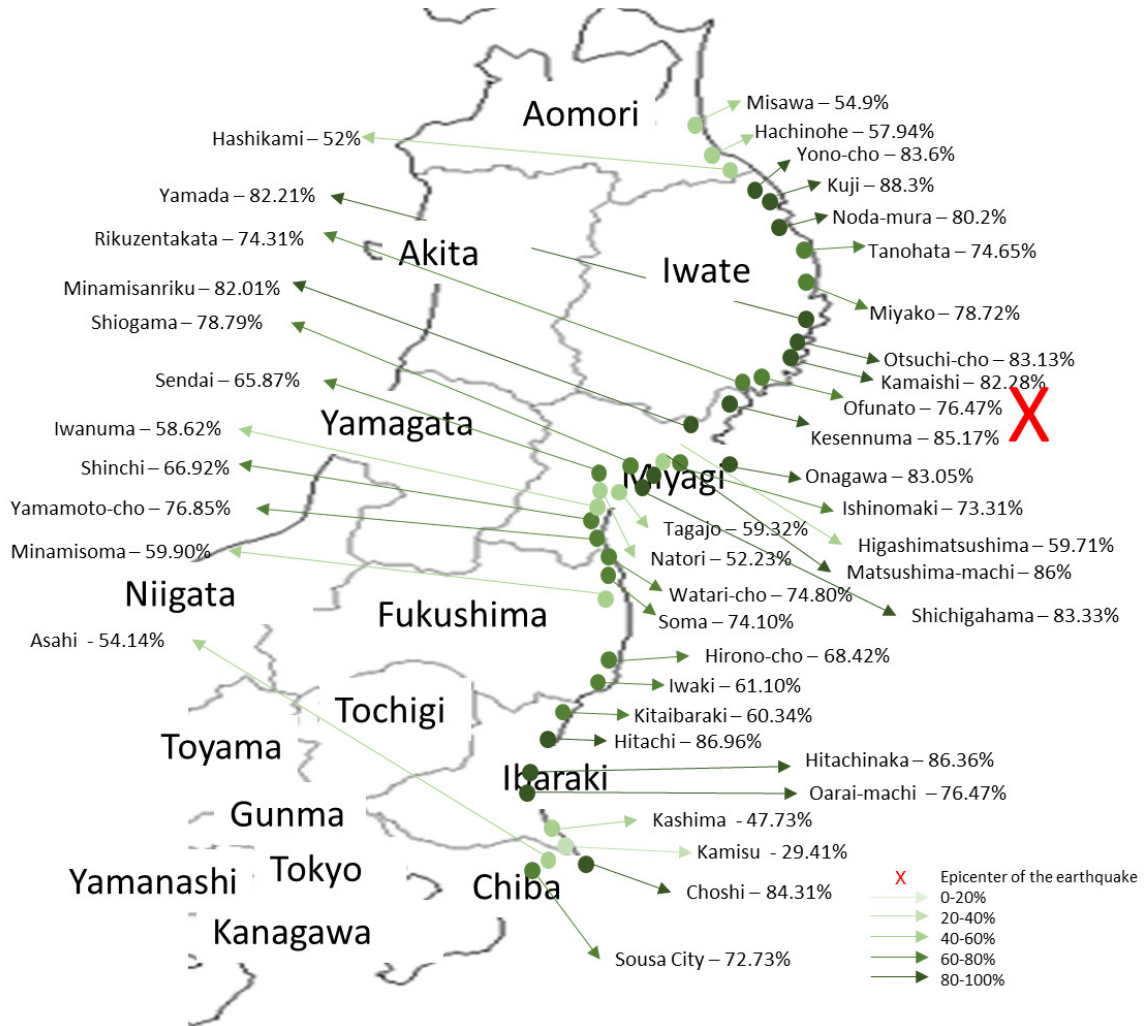 Aomori
Misawa – 54.9%
Hashikami – 52%
Hachinohe – 57.94%
Yono-cho – 83.6%
Yamada – 82.21%
Kuji – 88.3%
Noda-mura – 80.2%
Rikuzentakata – 74.31%
Akita
Tanohata – 74.65%
Iwate
Minamisanriku – 82.01%
Miyako – 78.72%
Shiogama – 78.79%
Otsuchi-cho – 83.13%
Sendai – 65.87%
Kamaishi – 82.28%
Ofunato – 76.47%
X
Yamagata
Iwanuma – 58.62%
Kesennuma – 85.17%
Shinchi – 66.92%
Miyagi
Onagawa – 83.05%
Yamamoto-cho – 76.85%
Ishinomaki – 73.31%
Tagajo – 59.32%
Minamisoma – 59.90%
Higashimatsushima – 59.71%
Natori – 52.23%
Matsushima-machi – 86%
Niigata
Watari-cho – 74.80%
Fukushima
Shichigahama – 83.33%
Soma – 74.10%
Asahi - 54.14%
Hirono-cho – 68.42%
Iwaki – 61.10%
Tochigi
Kitaibaraki – 60.34%
Toyama
Hitachi – 86.96%
Hitachinaka – 86.36%
Ibaraki
Oarai-machi – 76.47%
Gunma
Kashima - 47.73%
Kamisu - 29.41%
Tokyo
Yamanashi
Chiba
Choshi – 84.31%
Kanagawa
Sousa City – 72.73%
X Epicenter of the earthquake
0-20%
20-40%
40-60%
60-80%
80-100%